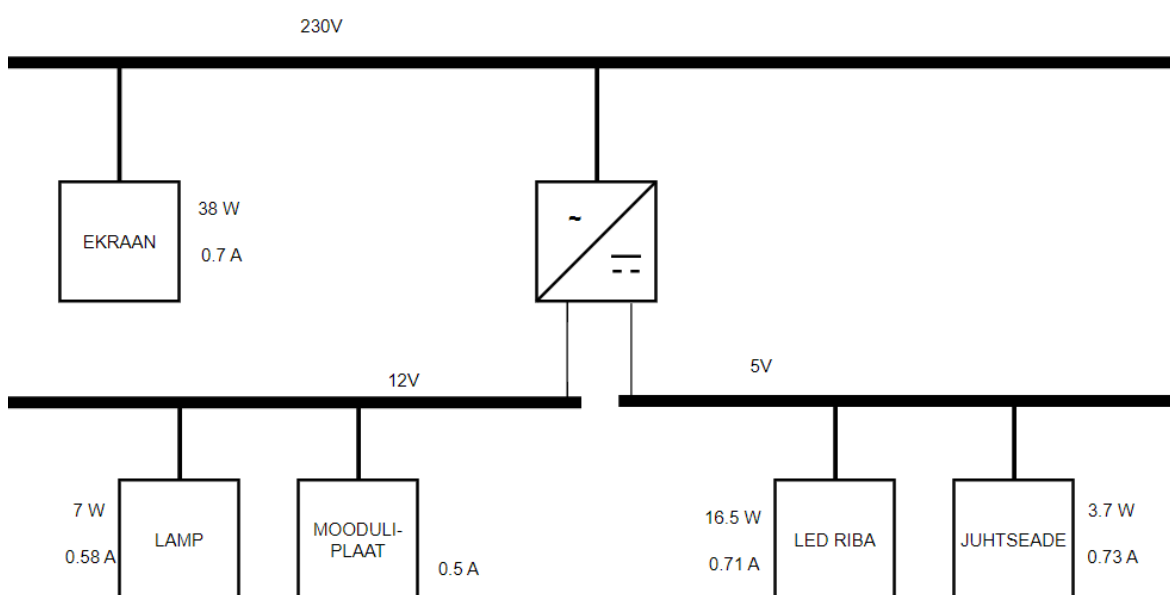 230V
EKRAAN
38 W
0.7 A
~
12V
5V
7 W
0.58 A
LAMP
MOODULI-
PLAAT
0.5 A
16.5 W
0.71 A
LED RIBA
JUHTSEADE
3.7 W
0.73 A